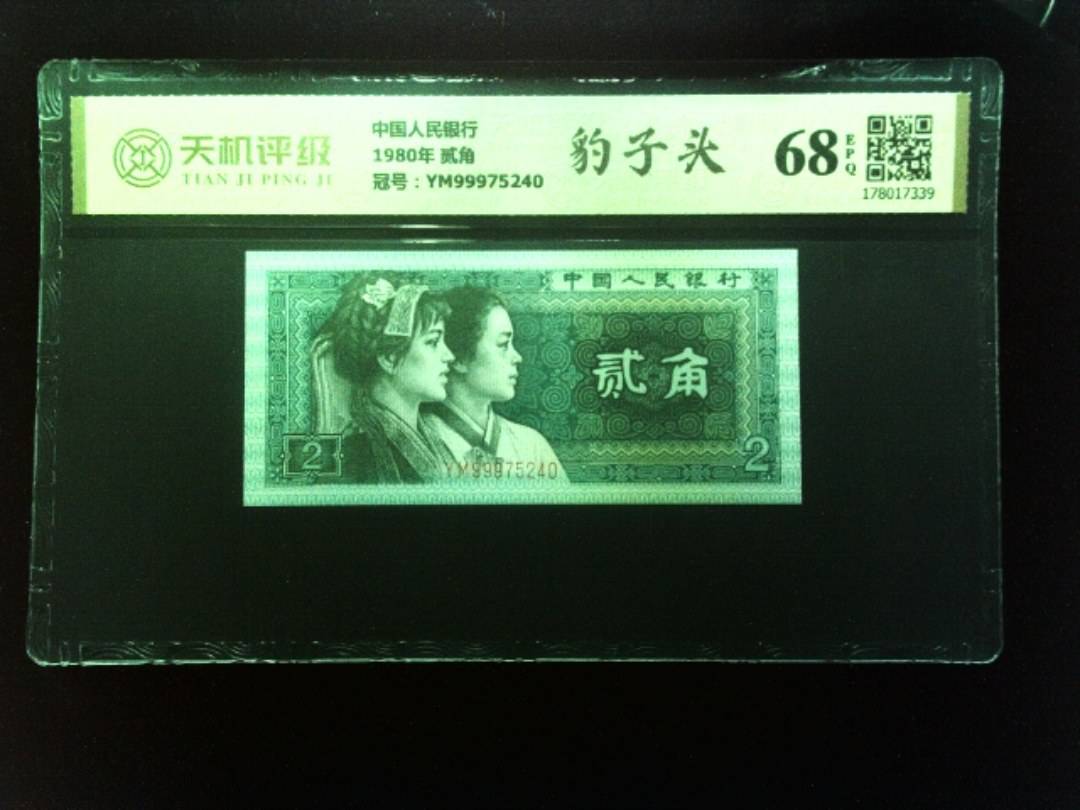 天机评级
TIAN JI PING JI
中国人民银行
1980年 贰角
冠号：YM99975240
豹子头
68
EPQ
178017339
中国人民银行
贰角
2
YM99975240
2